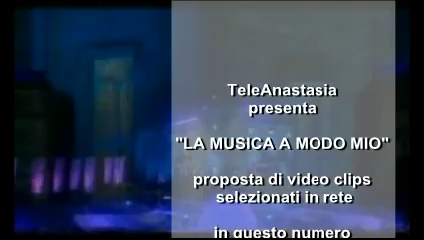 TeleAnastasia
presenta
"LA MUSICA A MODO MIO"
proposta di video clips
selezionati in rete
in questo numero